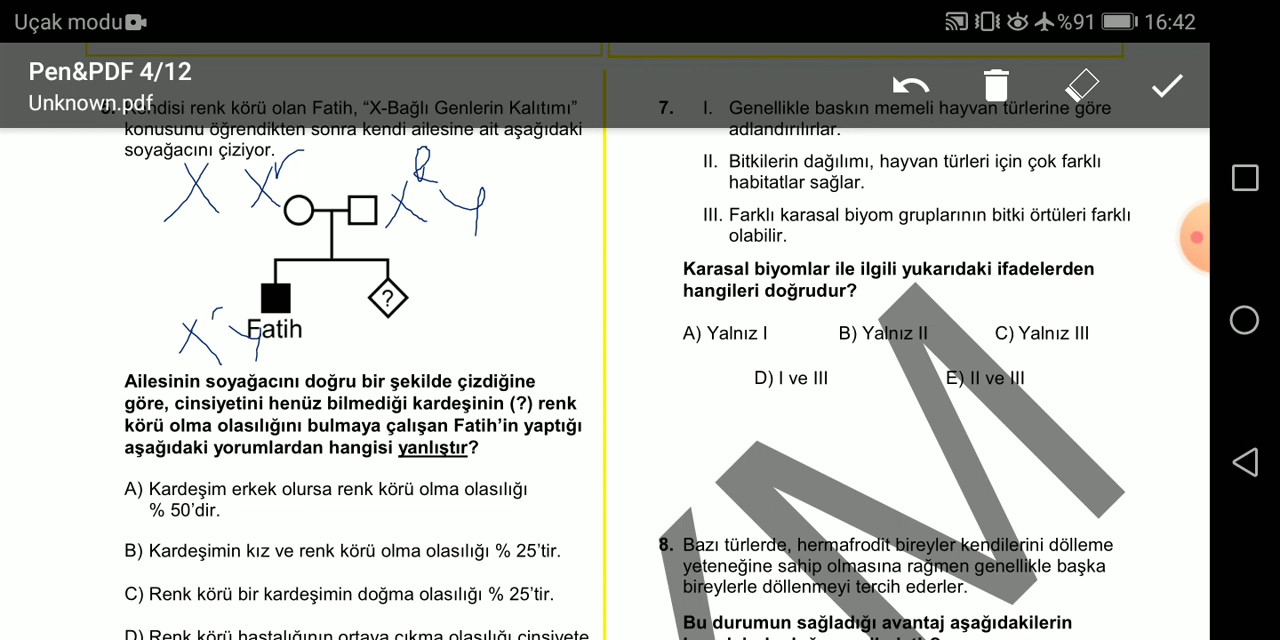 Uçak modu
%91
16:42
Pen&PDF 4/12
Unknown.pdf
Kendisi renk körü olan Fatih, “X-Bağlı Genlerin Kalıtımı”
konusunu öğrendikten sonra kendi ailesine ait aşağıdaki
soyağacını çiziyor.
X X^r
X^R Y
?
X^r Y
Fatih
Ailesinin soyağacını doğru bir şekilde çizdiğine
göre, cinsiyetini henüz bilmediği kardeşinin (?) renk
körü olma olasılığını bulmaya çalışan Fatih’in yaptığı
aşağıdaki yorumlardan hangisi yanlıştır?
A) Kardeşim erkek olursa renk körü olma olasılığı
% 50’dir.
B) Kardeşimin kız ve renk körü olma olasılığı % 25’tir.
C) Renk körü bir kardeşimin doğma olasılığı % 25’tir.
D) Renk körü hastalığının ortaya çıkma olasılığı cinsiyete
7. I. Genellikle baskın memeli hayvan türlerine göre
adlandırılırlar.
II. Bitkilerin dağılımı, hayvan türleri için çok farklı
habitatlar sağlar.
III. Farklı karasal biyom gruplarının bitki örtüleri farklı
olabilir.
Karasal biyomlar ile ilgili yukarıdaki ifadelerden
hangileri doğrudur?
A) Yalnız I B) Yalnız II C) Yalnız III
D) I ve III E) II ve III
8. Bazı türlerde, hermafrodit bireyler kendilerini dölleme
yeteneğine sahip olmasına rağmen genellikle başka
bireylerle döllenmeyi tercih ederler.
Bu durumun sağladığı avantaj aşağıdakilerin